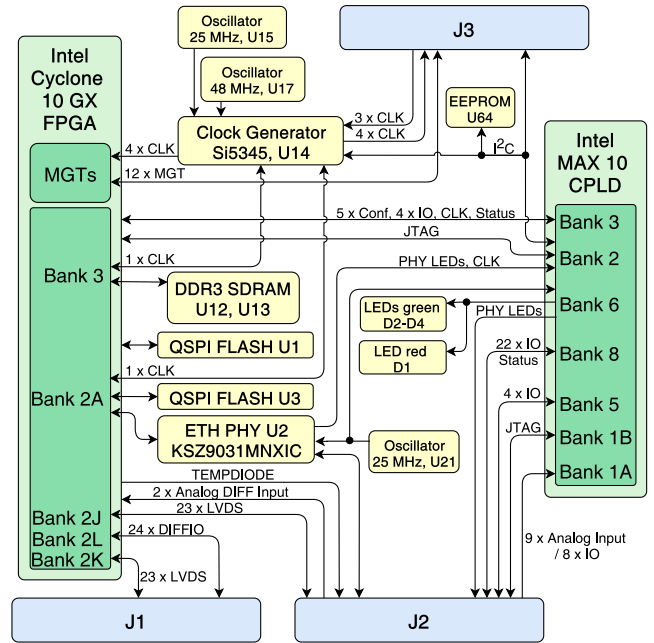 Oscillator
25 MHz, U15
J3
Intel
Cyclone
10 GX
FPGA
Oscillator
48 MHz, U17
EEPROM
U64
3 x CLK
4 x CLK
Clock Generator
Si5345, U14
4 x CLK
I²C
Intel
MAX 10
CPLD
MGTs
12 x MGT
5 x Conf, 4 x IO, CLK, Status
Bank 3
JTAG
Bank 2
1 x CLK
PHY LEDs, CLK
Bank 3
DDR3 SDRAM
U12, U13
LEDs green
D2-D4
PHY LEDs
Bank 6
QSPI FLASH U1
LED red
D1
22 x IO
Status
Bank 8
1 x CLK
Bank 2A
QSPI FLASH U3
4 x IO
Bank 5
ETH PHY U2
KSZ9031MNXIC
Oscillator
25 MHz, U21
JTAG
Bank 1B
Bank 1A
TEMPDIODE
2 x Analog DIFF Input
23 x LVDS
Bank 2J
24 x DIFFIO
Bank 2L
Bank 2K
23 x LVDS
9 x Analog Input
/ 8 x IO
J1
J2